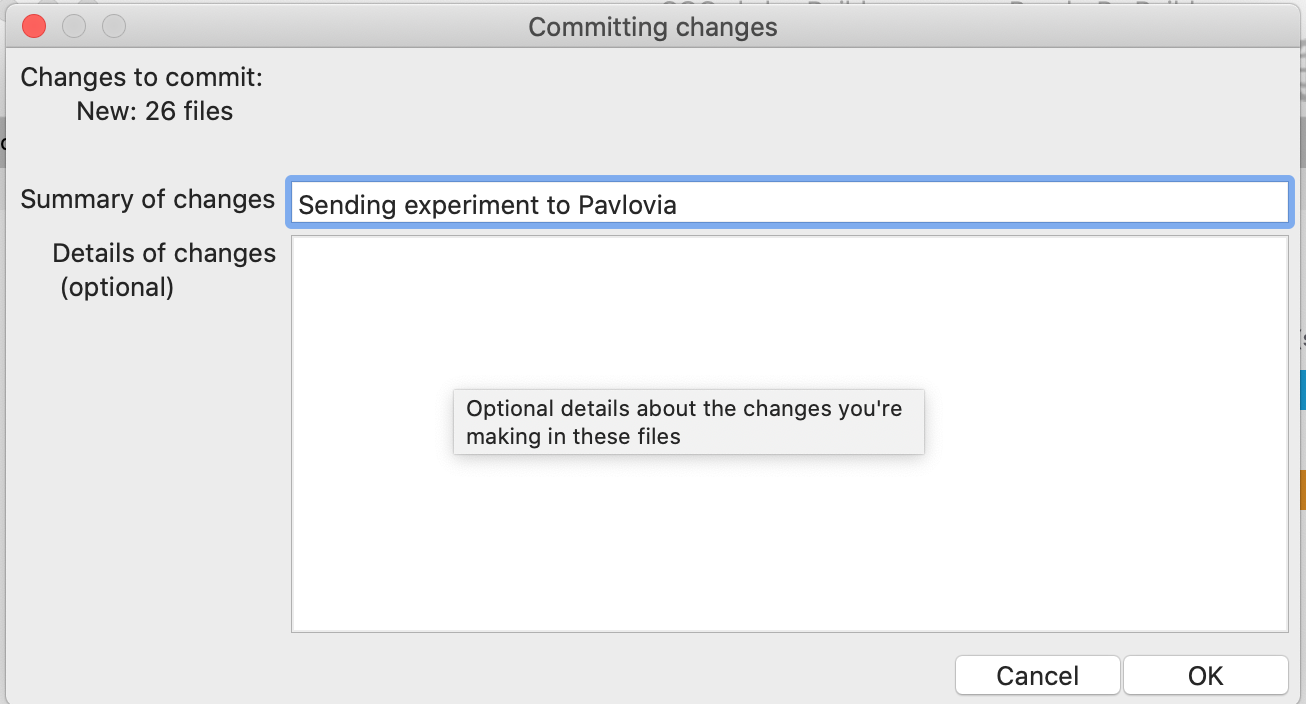 Committing changes
Changes to commit:
New: 26 files
Summary of changes
Sending experiment to Pavlovia
Details of changes
(optional)
Optional details about the changes you're
making in these files
Cancel
OK